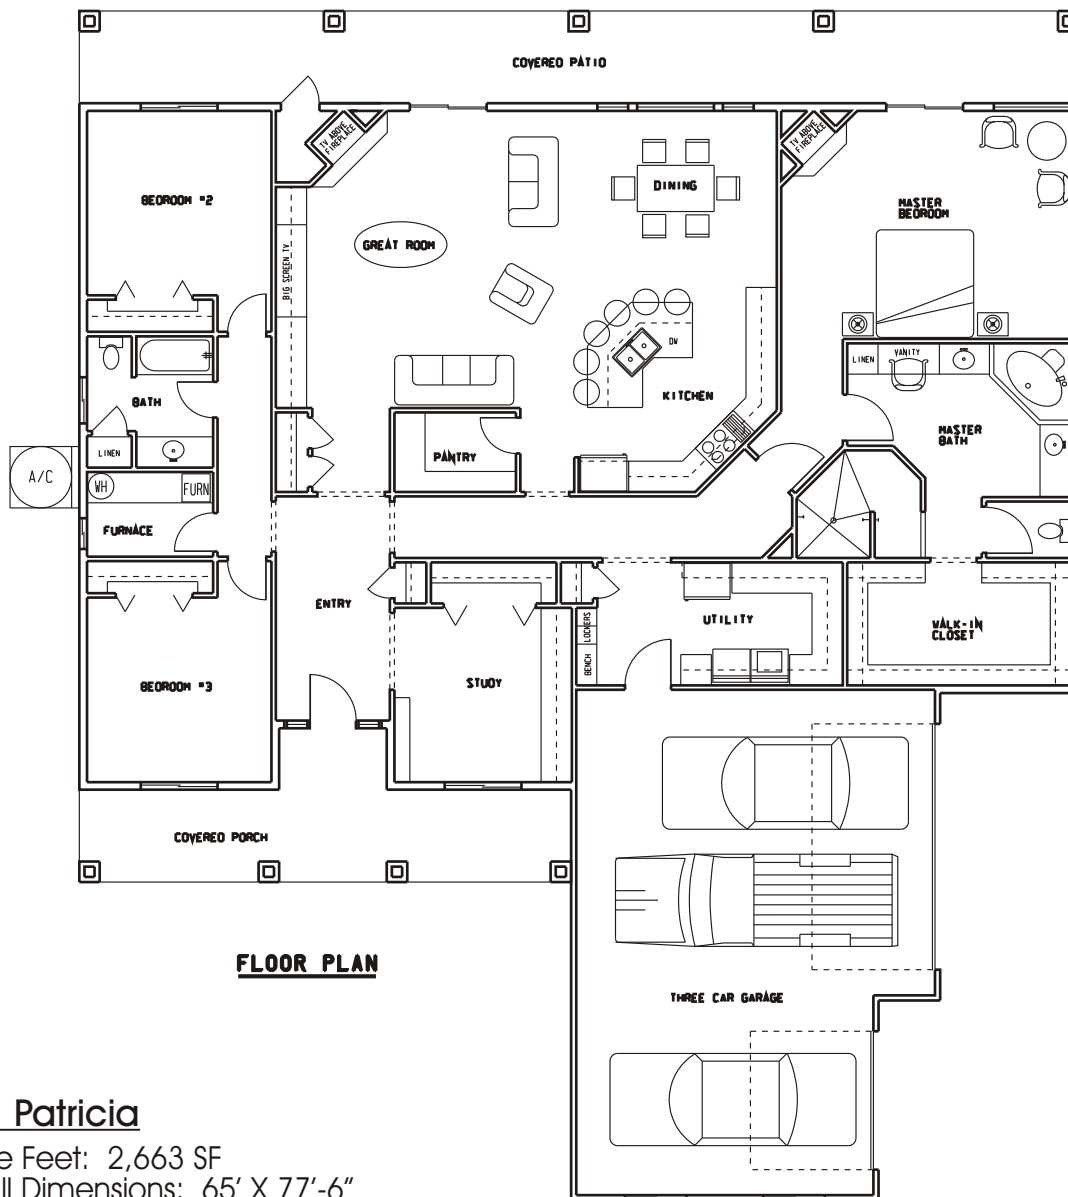 COVERED PATIO
TV ABOVE
FIREPLACE
TV ABOVE
FIREPLACE
BEDROOM #2
DINING
MASTER
BEDROOM
GREAT ROOM
BIG SCREEN TV
DW
LINEN
VANITY
KITCHEN
BATH
MASTER
BATH
LINEN
PANTRY
A/C
WH
FURN
FURNACE
ENTRY
LOCKERS
BENCH
UTILITY
WALK-IN
CLOSET
BEDROOM #3
STUDY
COVERED PORCH
FLOOR PLAN
THREE CAR GARAGE
Patricia
e Feet: 2,663 SF
ll Dimensions: 65' X 77'-6"